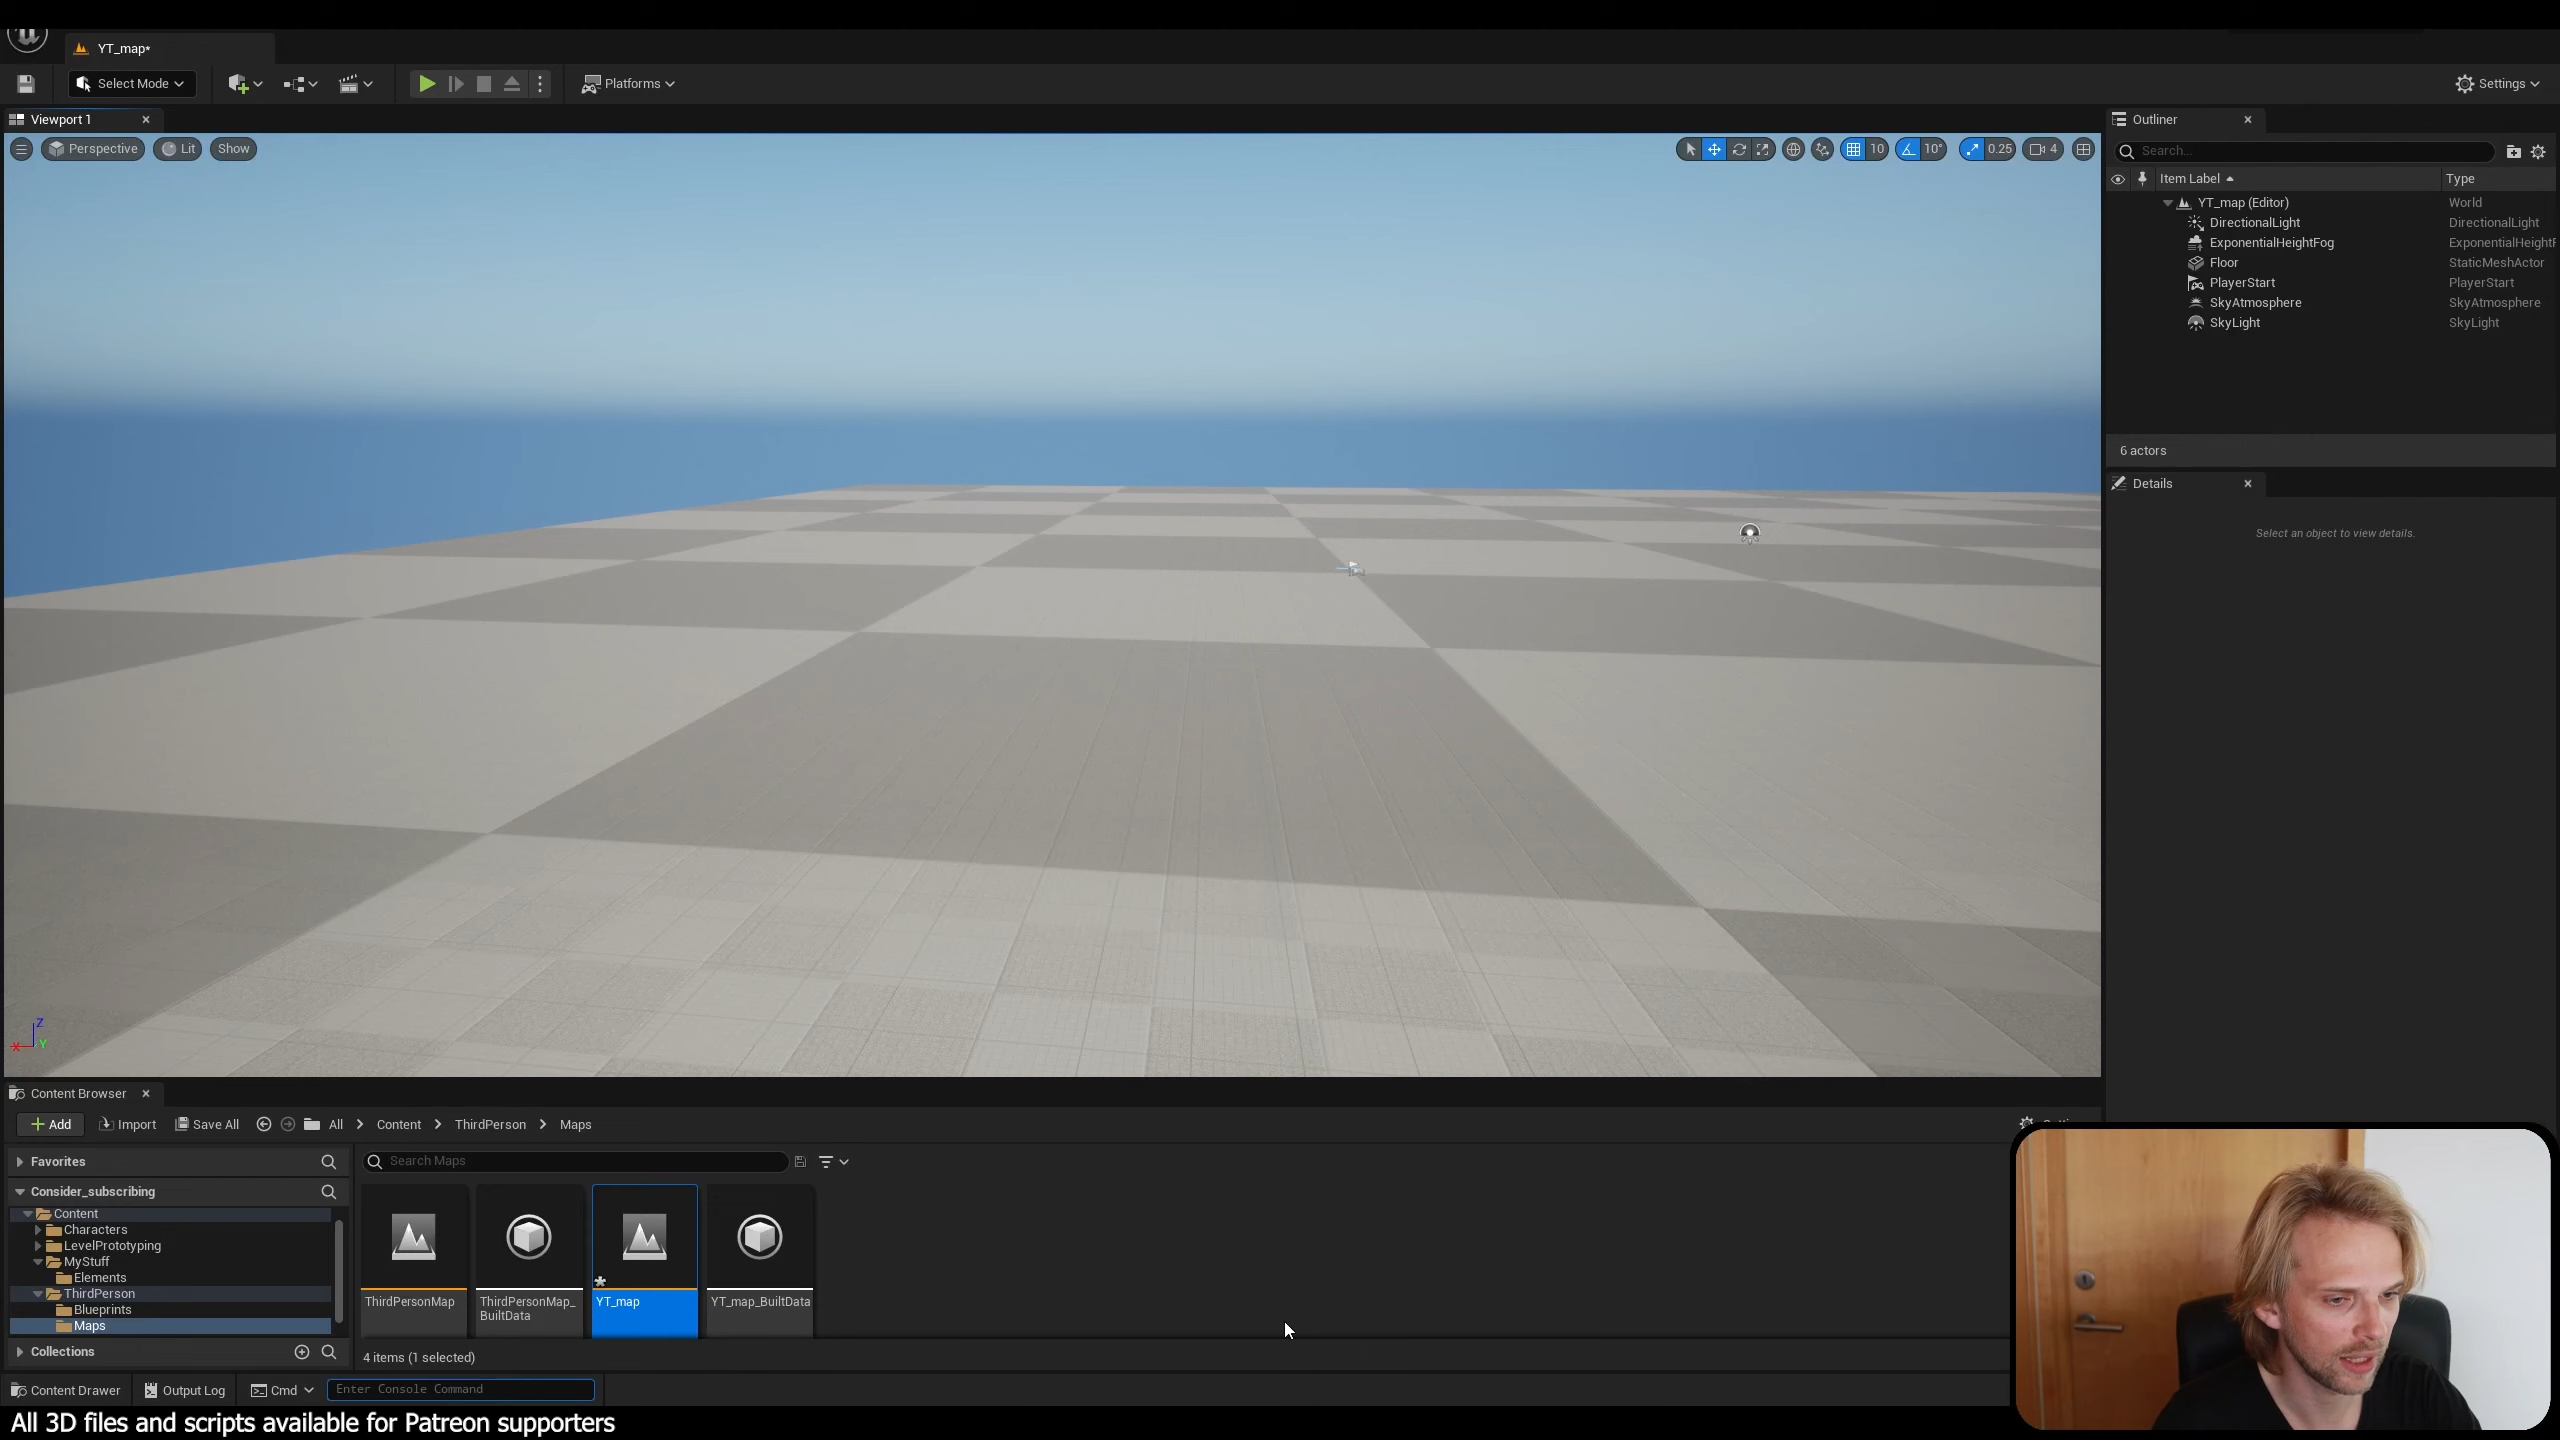 YT_map*
Select Mode
Platforms
Settings
Viewport 1
Perspective
Lit
Show
10
10°
0.25
4
Outliner
Search...
Item Label
Type
YT_map (Editor)
World
DirectionalLight
DirectionalLight
ExponentialHeightFog
ExponentialHeightF
Floor
StaticMeshActor
PlayerStart
PlayerStart
SkyAtmosphere
SkyAtmosphere
SkyLight
SkyLight
6 actors
Details
Select an object to view details.
Z
X
Y
Content Browser
Add
Import
Save All
All
Content
ThirdPerson
Maps
Favorites
Search Maps
Consider_subscribing
Content
Characters
LevelPrototyping
MyStuff
Elements
ThirdPerson
Blueprints
Maps
Collections
ThirdPersonMap
ThirdPersonMap_
BuiltData
YT_map
YT_map_BuiltData
4 items (1 selected)
Content Drawer
Output Log
Cmd
Enter Console Command
All 3D files and scripts available for Patreon supporters